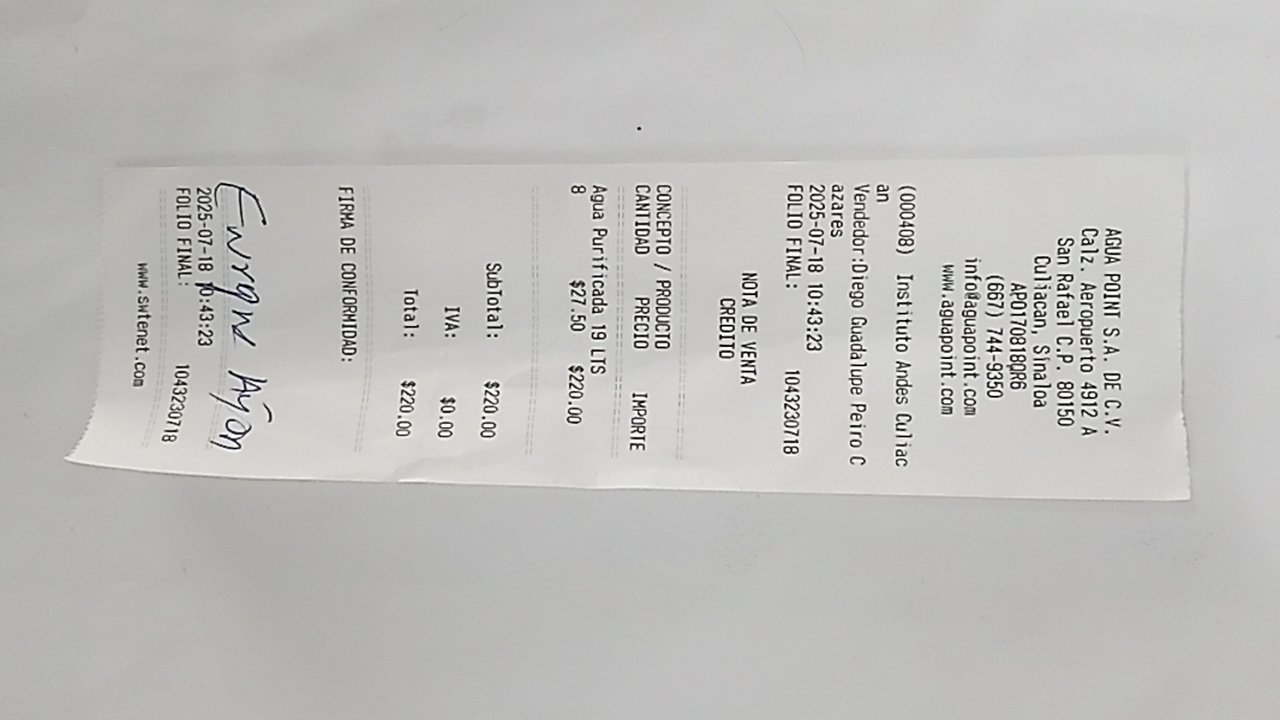 AGUA POINT S.A. DE C.V.
Calz. Aeropuerto 4912 A
San Rafael C.P. 80150
Culiacan, Sinaloa
APO170818QR6
(667) 744-9350
info@aguapoint.com
www.aguapoint.com
(000408) Instituto Andes Culiac
an
Vendedor:Diego Guadalupe Peiro C
azares
2025-07-18 10:43:23
FOLIO FINAL: 1043230718
NOTA DE VENTA
CREDITO
CONCEPTO / PRODUCTO
CANTIDAD PRECIO IMPORTE
Agua Purificada 19 LTS
8 $27.50 $220.00
SubTotal: $220.00
IVA: $0.00
Total: $220.00
FIRMA DE CONFORMIDAD:
Ayón
2025-07-18 10:43:23
FOLIO FINAL: 1043230718
www.swtenet.com